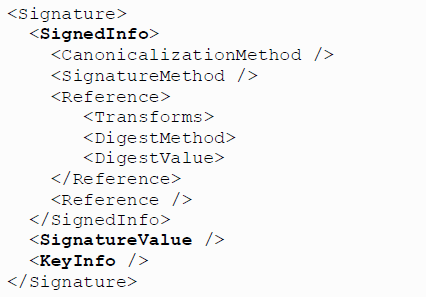 <Signature>
<SignedInfo>
<CanonicalizationMethod />
<SignatureMethod />
<Reference>
<Transforms>
<DigestMethod>
<DigestValue>
</Reference>
<Reference />
</SignedInfo>
<SignatureValue />
<KeyInfo />
</Signature>